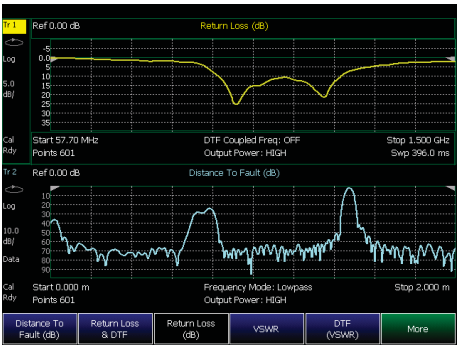 Tr 1
Ref 0.00 dB
Return Loss (dB)
Log
5.0
dB/
-5
0.0
5
10
15
20
25
30
35
Cal
Rdy
Start 57.70 MHz
DTF Coupled Freq: OFF
Stop 1.500 GHz
Points 601
Output Power: HIGH
Swp 396.0 ms
Tr 2
Ref 0.00 dB
Distance To Fault (dB)
Log
10.0
dB/
Data
10
20
30
40
50
60
70
80
90
Cal
Rdy
Start 0.000 m
Frequency Mode: Lowpass
Stop 2.000 m
Points 601
Output Power: HIGH
Distance To
Fault (dB)
Return Loss
& DTF
Return Loss
(dB)
VSWR
DTF
(VSWR)
More